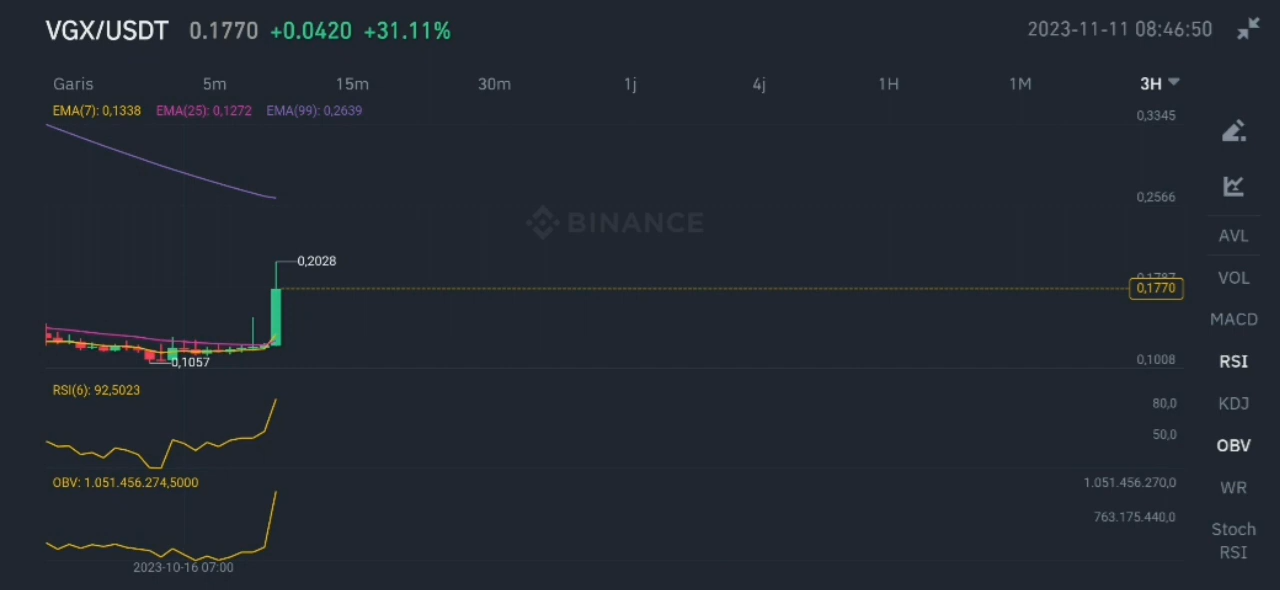 VGX/USDT 0.1770 +0.0420 +31.11% 2023-11-11 08:46:50
Garis 5m 15m 30m 1j 4j 1H 1M 3H
EMA(7): 0,1338 EMA(25): 0,1272 EMA(99): 0,2639
0,3345
0,2566
BINANCE
AVL
0,2028
VOL
0,1787
0,1770
MACD
0,1057
0,1008
RSI
RSI(6): 92,5023
80,0
KDJ
50,0
OBV
OBV: 1.051.456.274,5000
1.051.456.270,0
WR
763.175.440,0
Stoch
RSI
2023-10-16 07:00